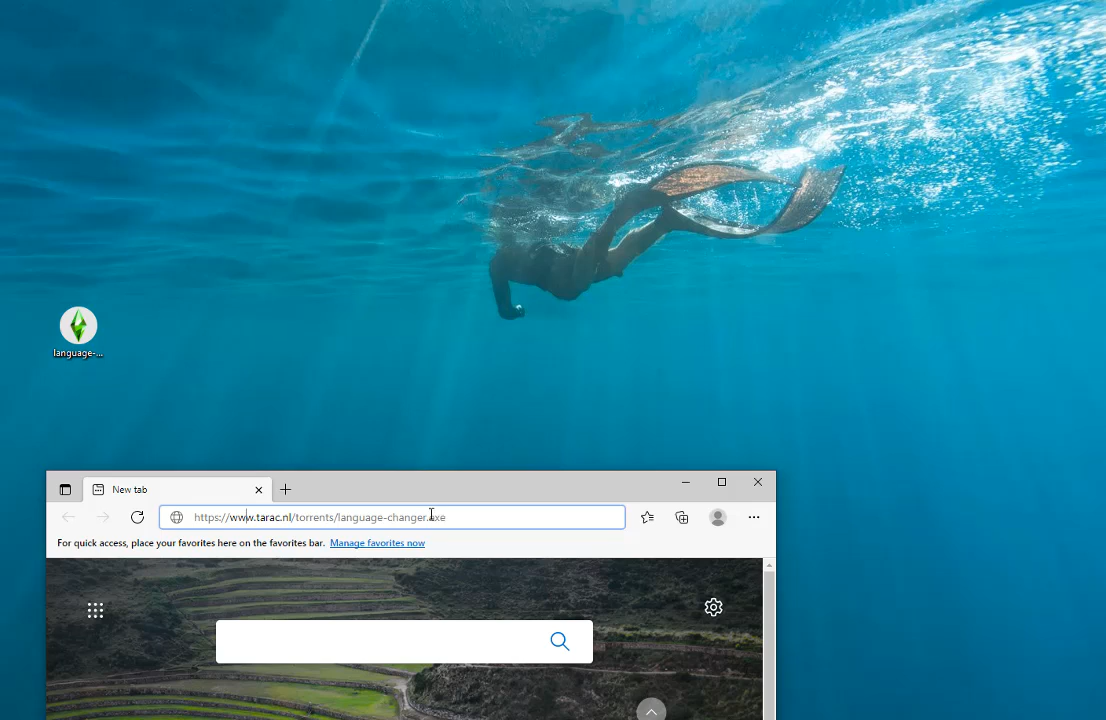 language-...
New tab
https://www.tarac.nl/torrents/language-changer.exe
For quick access, place your favorites here on the favorites bar. Manage favorites now